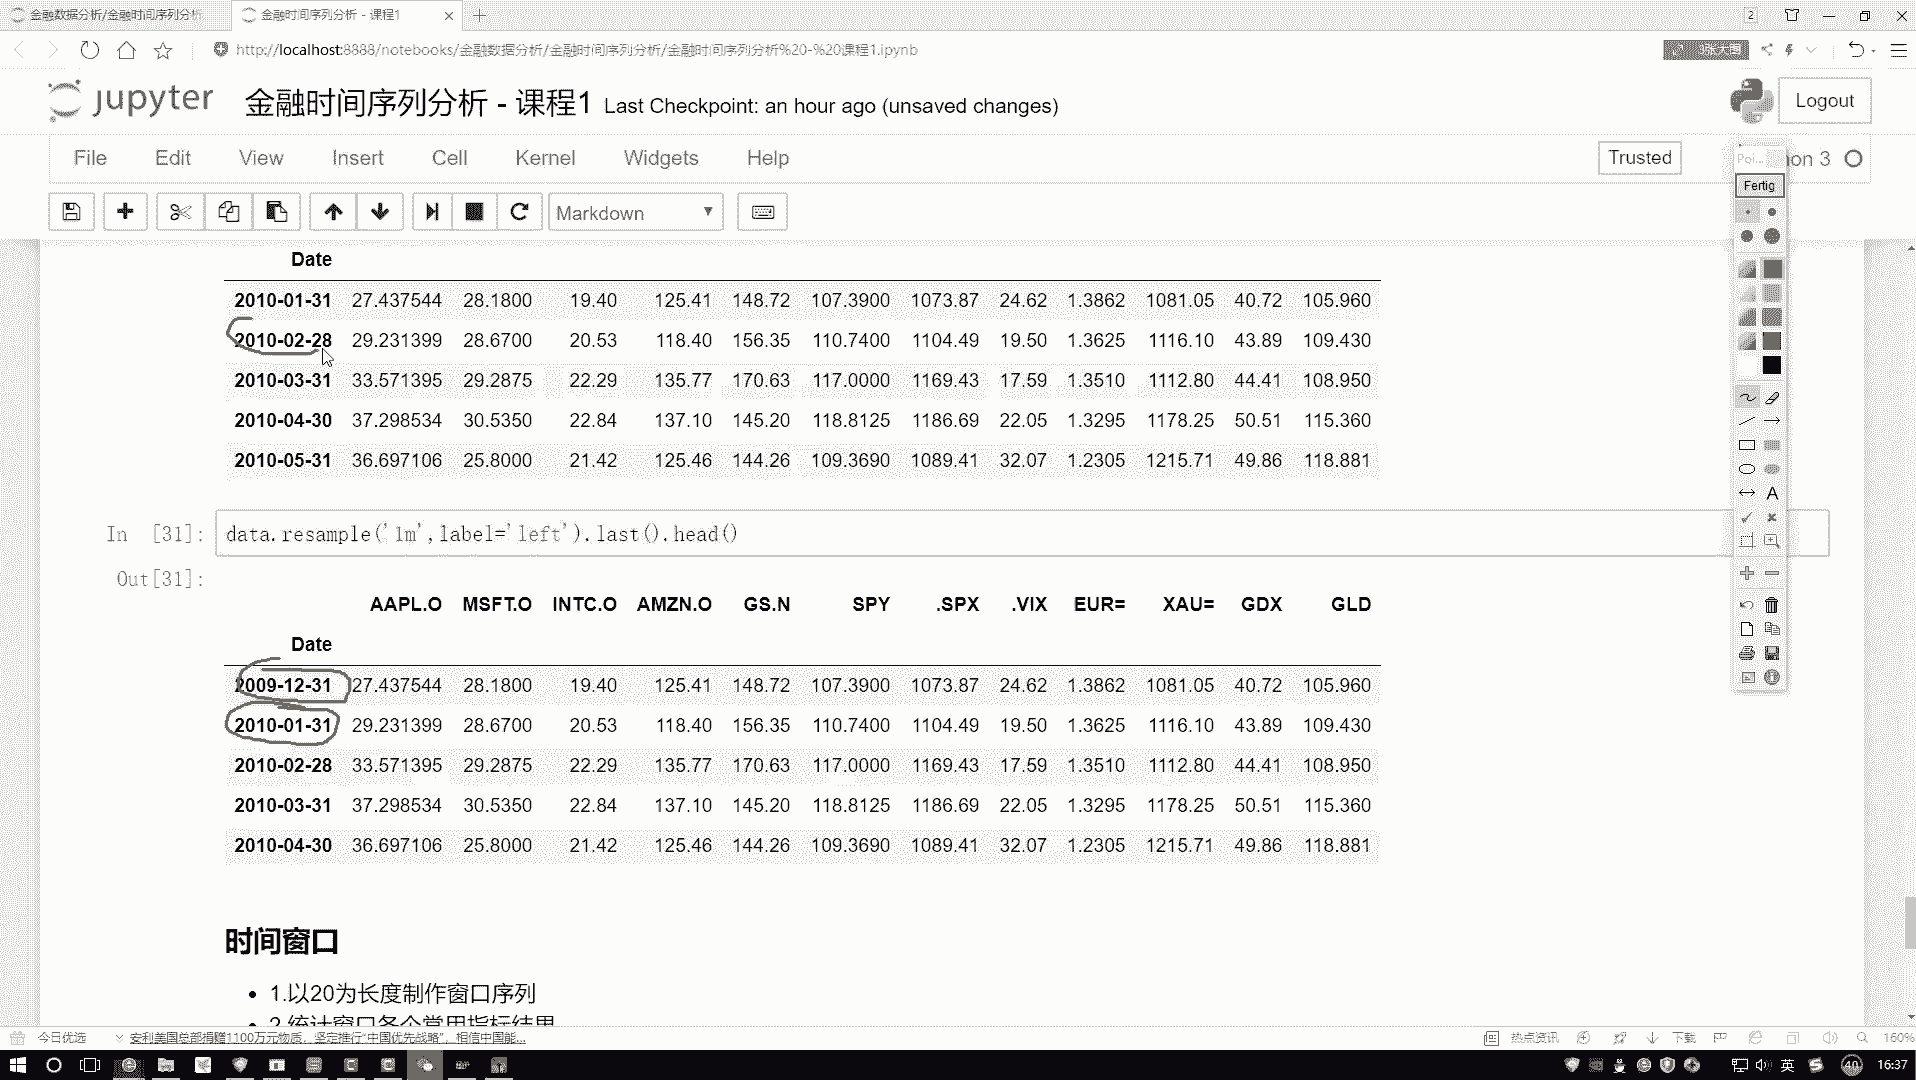 金融数据分析/金融时间序列分析 金融时间序列分析 - 课程1 2
http://localhost:8888/notebooks/金融数据分析/金融时间序列分析/金融时间序列分析%20-%20课程1.ipynb 3张大图
jupyter 金融时间序列分析 - 课程1 Last Checkpoint: an hour ago (unsaved changes) Logout
File Edit View Insert Cell Kernel Widgets Help Trusted Poi... on 3
Fertig
Markdown
Date
2010-01-31 27.437544 28.1800 19.40 125.41 148.72 107.3900 1073.87 24.62 1.3862 1081.05 40.72 105.960
2010-02-28 29.231399 28.6700 20.53 118.40 156.35 110.7400 1104.49 19.50 1.3625 1116.10 43.89 109.430
2010-03-31 33.571395 29.2875 22.29 135.77 170.63 117.0000 1169.43 17.59 1.3510 1112.80 44.41 108.950
2010-04-30 37.298534 30.5350 22.84 137.10 145.20 118.8125 1186.69 22.05 1.3295 1178.25 50.51 115.360
2010-05-31 36.697106 25.8000 21.42 125.46 144.26 109.3690 1089.41 32.07 1.2305 1215.71 49.86 118.881
In [31]: data.resample('1m',label='left').last().head()
Out[31]:
AAPL.O MSFT.O INTC.O AMZN.O GS.N SPY .SPX .VIX EUR= XAU= GDX GLD
Date
2009-12-31 27.437544 28.1800 19.40 125.41 148.72 107.3900 1073.87 24.62 1.3862 1081.05 40.72 105.960
2010-01-31 29.231399 28.6700 20.53 118.40 156.35 110.7400 1104.49 19.50 1.3625 1116.10 43.89 109.430
2010-02-28 33.571395 29.2875 22.29 135.77 170.63 117.0000 1169.43 17.59 1.3510 1112.80 44.41 108.950
2010-03-31 37.298534 30.5350 22.84 137.10 145.20 118.8125 1186.69 22.05 1.3295 1178.25 50.51 115.360
2010-04-30 36.697106 25.8000 21.42 125.46 144.26 109.3690 1089.41 32.07 1.2305 1215.71 49.86 118.881
时间窗口
1.以20为长度制作窗口序列
2.统计窗口各个常用指标结果
今日优选 安利美国总部捐赠1100万元物质，坚定推行“中国优先战略”，相信中国能... 热点资讯 下载 160%
英 40 16:37